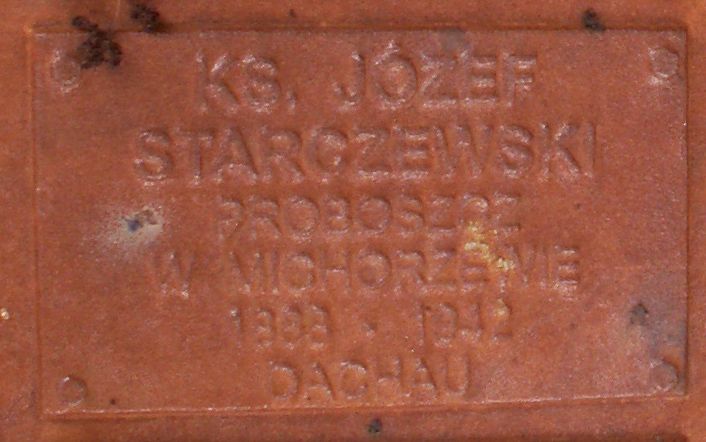 KS. JÓZEF
STARCZEWSKI
PROBOSZCZ
W MICHORZEWIE
- 1942
DACHAU